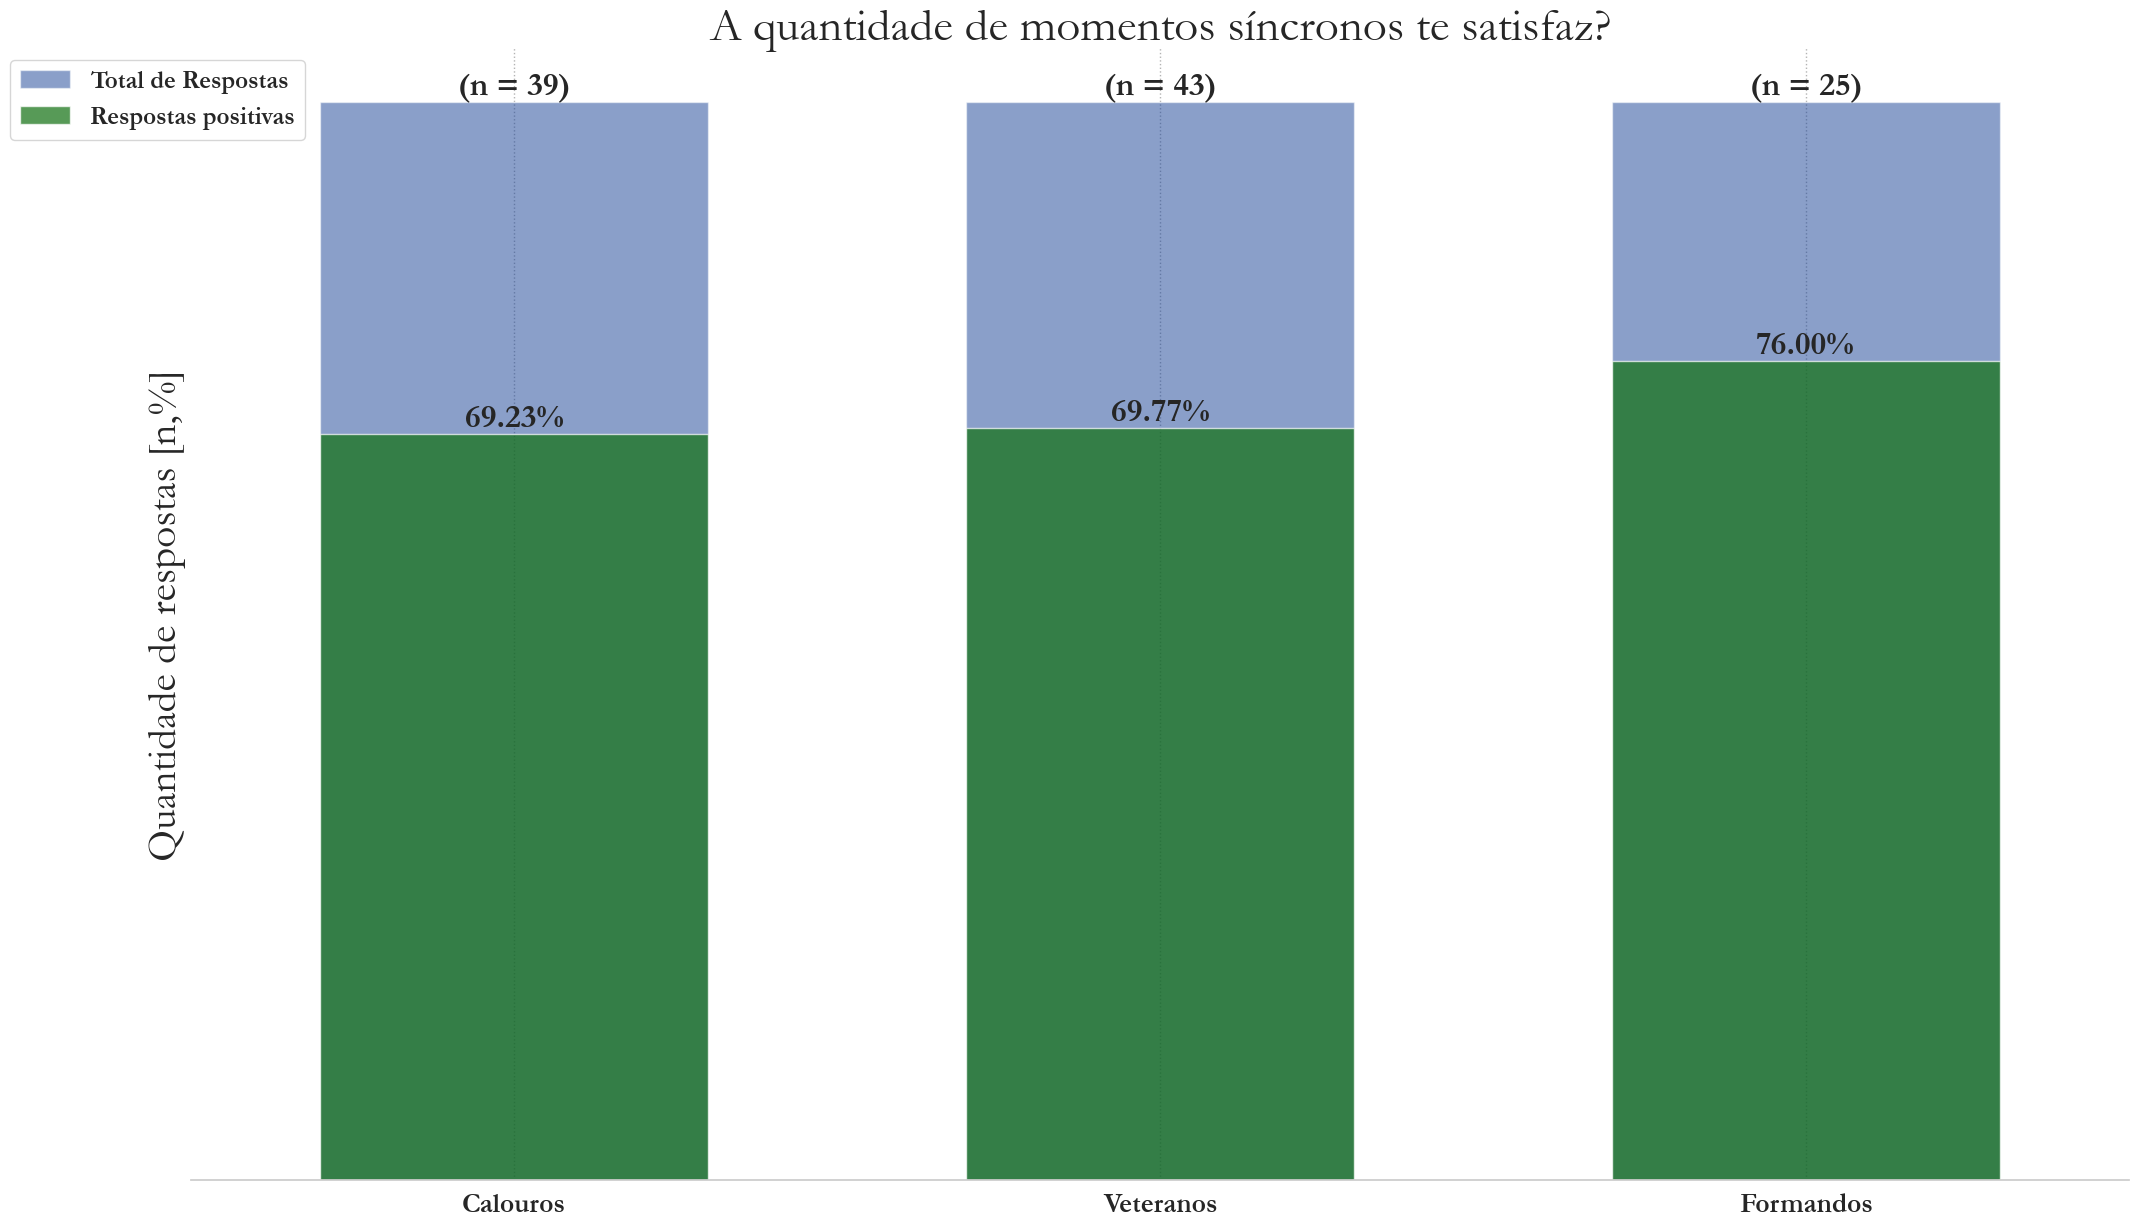 A quantidade de momentos síncronos te satisfaz?
Total de Respostas
Respostas positivas
(n = 39)
(n = 43)
(n = 25)
69.23%
69.77%
76.00%
Quantidade de respostas [n,%]
Calouros
Veteranos
Formandos